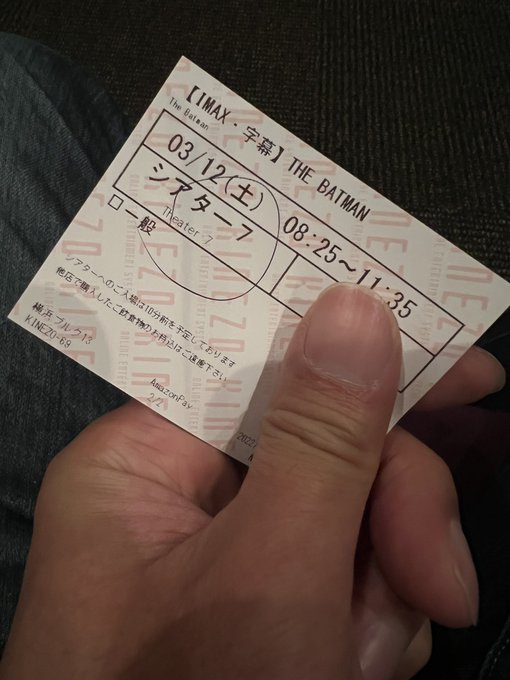 【IMAX・字幕】THE BATMAN
The Batman
03/12(土) 08:25～11:35
シアター7
Theater 7
口一般
シアターへのご入場は10分前を予定しております
他店で購入したご飲食物のお持込はご遠慮下さい
横浜ブルク13
KINEZO-69
AmazonPay
2/2
2022/